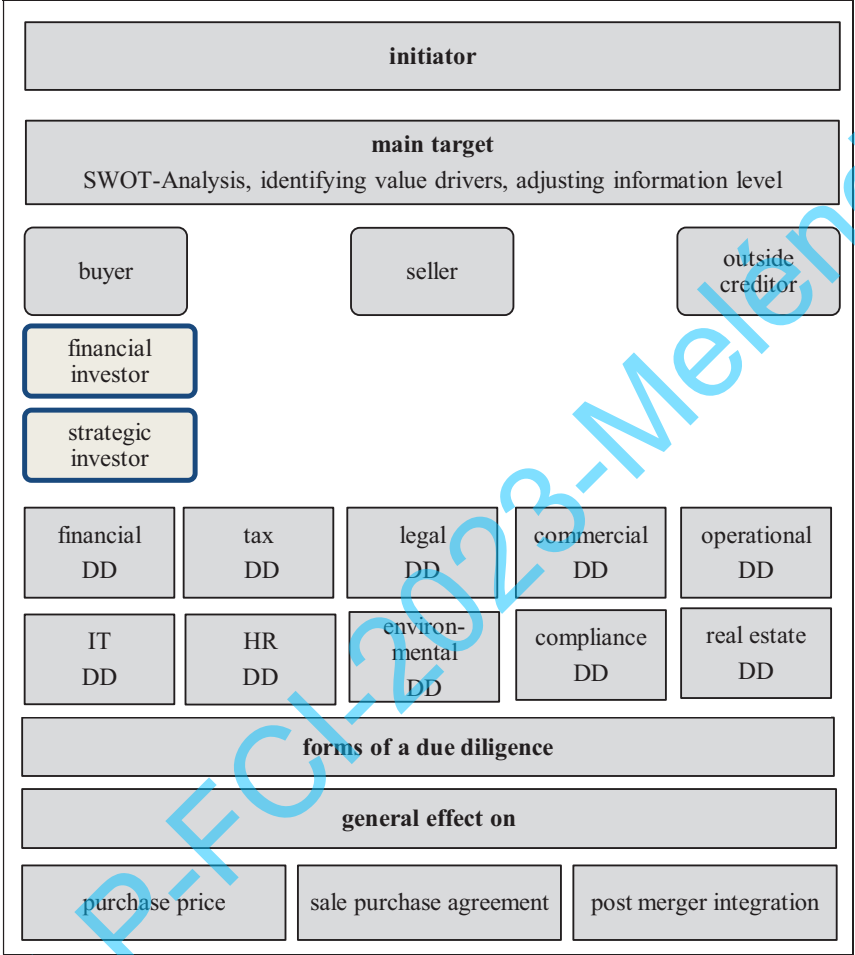 initiator
main target
SWOT-Analysis, identifying value drivers, adjusting information level
buyer
seller
outside
creditor
financial
investor
strategic
investor
financial
DD
tax
DD
legal
DD
commercial
DD
operational
DD
IT
DD
HR
DD
environ-
mental
DD
compliance
DD
real estate
DD
forms of a due diligence
general effect on
purchase price
sale purchase agreement
post merger integration
P-FCI-2023-Melén